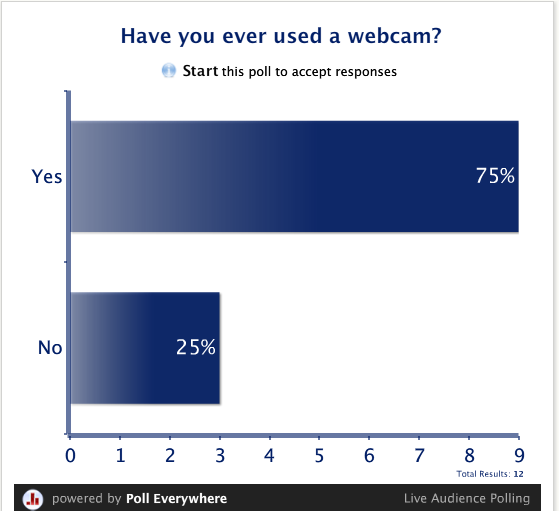 Have you ever used a webcam?
Start this poll to accept responses
Yes
75%
No
25%
0 1 2 3 4 5 6 7 8 9
Total Results: 12
powered by Poll Everywhere
Live Audience Polling